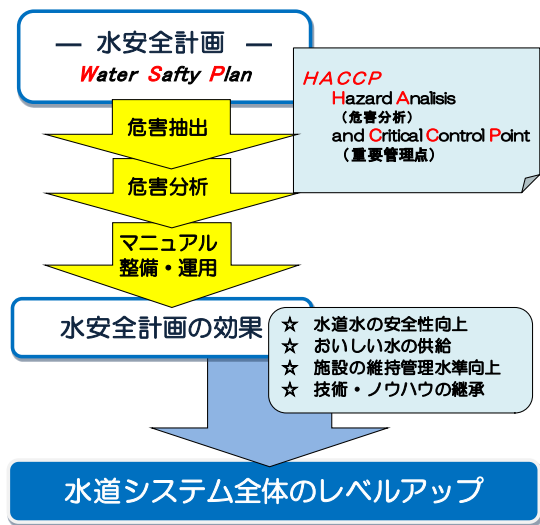 ― 水安全計画 ―
Water Safty Plan
HACCP
Hazard Analisis
（危害分析）
and Critical Control Point
（重要管理点）
危害抽出
危害分析
マニュアル
整備・運用
水安全計画の効果
☆ 水道水の安全性向上
☆ おいしい水の供給
☆ 施設の維持管理水準向上
☆ 技術・ノウハウの継承
水道システム全体のレベルアップ